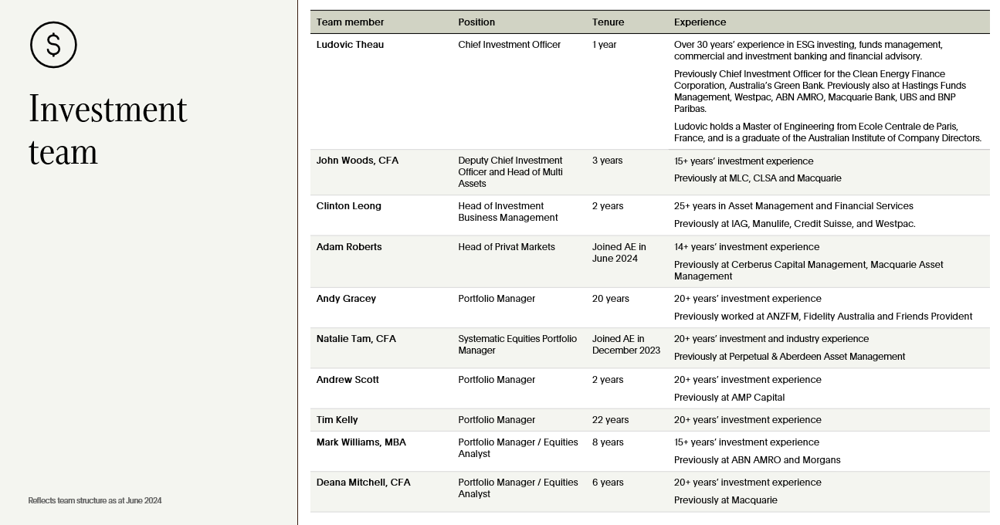 $
Investment
team
Reflects team structure as at June 2024
Team member Position Tenure Experience
Ludovic Theau Chief Investment Officer 1 year Over 30 years’ experience in ESG investing, funds management,
commercial and investment banking and financial advisory.
Previously Chief Investment Officer for the Clean Energy Finance
Corporation, Australia’s Green Bank. Previously also at Hastings Funds
Management, Westpac, ABN AMRO, Macquarie Bank, UBS and BNP
Paribas.
Ludovic holds a Master of Engineering from Ecole Centrale de Paris,
France, and is a graduate of the Australian Institute of Company Directors.
John Woods, CFA Deputy Chief Investment 3 years 15+ years’ investment experience
Officer and Head of Multi
Assets
Previously at MLC, CLSA and Macquarie
Clinton Leong Head of Investment 2 years 25+ years in Asset Management and Financial Services
Business Management
Previously at IAG, Manulife, Credit Suisse, and Westpac.
Adam Roberts Head of Privat Markets Joined AE in 14+ years’ investment experience
June 2024
Previously at Cerberus Capital Management, Macquarie Asset
Management
Andy Gracey Portfolio Manager 20 years 20+ years’ investment experience
Previously worked at ANZFM, Fidelity Australia and Friends Provident
Natalie Tam, CFA Systematic Equities Portfolio Joined AE in 20+ years’ investment and industry experience
Manager December 2023
Previously at Perpetual & Aberdeen Asset Management
Andrew Scott Portfolio Manager 2 years 20+ years’ investment experience
Previously at AMP Capital
Tim Kelly Portfolio Manager 22 years 20+ years’ investment experience
Mark Williams, MBA Portfolio Manager / Equities 8 years 15+ years’ investment experience
Analyst
Previously at ABN AMRO and Morgans
Deana Mitchell, CFA Portfolio Manager / Equities 6 years 20+ years’ investment experience
Analyst
Previously at Macquarie